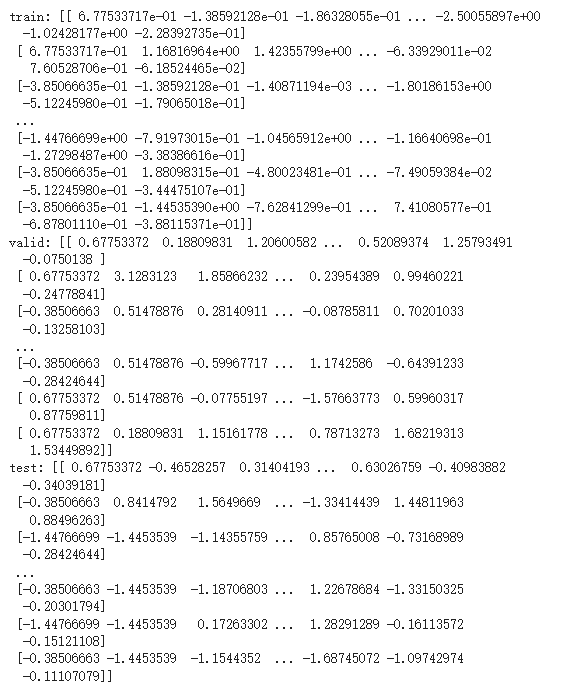 train: [[ 6.77533717e-01 -1.38592128e-01 -1.86328055e-01 ... -2.50055897e+00
-1.02428177e+00 -2.28392735e-01]
[ 6.77533717e-01 1.16816964e+00 1.42355799e+00 ... -6.33929011e-02
7.60528706e-01 -6.18524465e-02]
[-3.85066635e-01 -1.38592128e-01 -1.40871194e-03 ... -1.80186153e+00
-5.12245980e-01 -1.79065018e-01]
...
[-1.44766699e+00 -7.91973015e-01 -1.04565912e+00 ... -1.16640698e-01
-1.27298487e+00 -3.38386616e-01]
[-3.85066635e-01 1.88098315e-01 -4.80023481e-01 ... -7.49059384e-02
-5.12245980e-01 -3.44475107e-01]
[-3.85066635e-01 -1.44535390e+00 -7.62841299e-01 ... 7.41080577e-01
-6.87801110e-01 -3.88115371e-01]]
valid: [[ 0.67753372 0.18809831 1.20600582 ... 0.52089374 1.25793491
-0.0750138 ]
[ 0.67753372 3.1283123 1.85866232 ... 0.23954389 0.99460221
-0.24778841]
[-0.38506663 0.51478876 0.28140911 ... -0.08785811 0.70201033
-0.13258103]
...
[-0.38506663 0.51478876 -0.59967717 ... 1.1742586 -0.64391233
-0.28424644]
[ 0.67753372 0.51478876 -0.07755197 ... -1.57663773 0.59960317
0.87759811]
[ 0.67753372 0.18809831 1.15161778 ... 0.78713273 1.68219313
1.53449892]]
test: [[ 0.67753372 -0.46528257 0.31404193 ... 0.63026759 -0.40983882
-0.34039181]
[-0.38506663 0.8414792 1.5649669 ... -1.33414439 1.44811963
0.88496263]
[-1.44766699 -1.4453539 -1.14355759 ... 0.85765008 -0.73168989
-0.28424644]
...
[-0.38506663 -1.4453539 -1.18706803 ... 1.22678684 -1.33150325
-0.20301794]
[-1.44766699 -1.4453539 0.17263302 ... 1.28291289 -0.16113572
-0.15121108]
[-0.38506663 -1.4453539 -1.1544352 ... -1.68745072 -1.09742974
-0.11107079]]